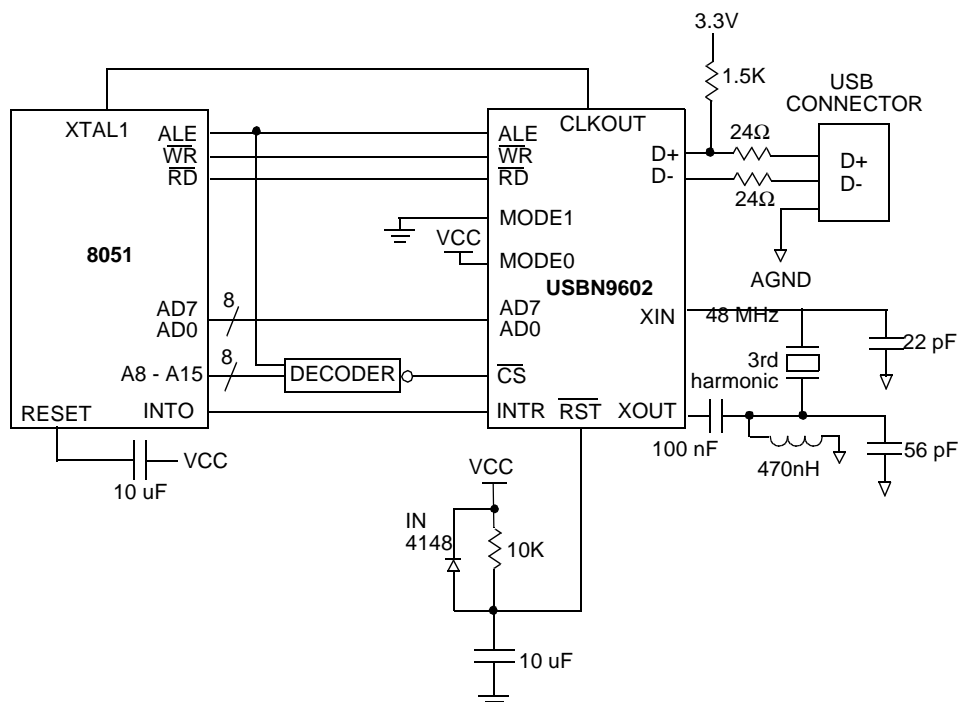 3.3V
1.5K
USB
CONNECTOR
XTAL1
CLKOUT
ALE
ALE
WR
WR
RD
RD
D+
D-
24Ω
24Ω
D+
D-
MODE1
VCC
MODE0
8051
USBN9602
AGND
AD7
AD0
8
AD7
AD0
XIN
48 MHz
22 pF
3rd
harmonic
A8 - A15
8
DECODER
CS
RESET
INTO
INTR
RST
XOUT
100 nF
470nH
56 pF
VCC
10 uF
VCC
IN
4148
10K
10 uF